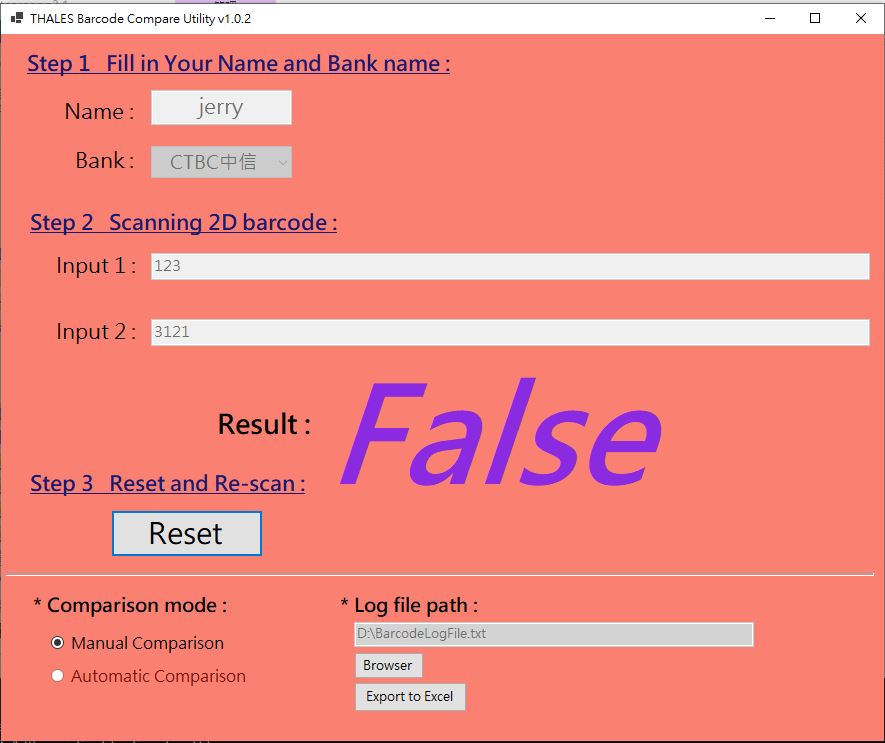 THALES Barcode Compare Utility v1.0.2
Step 1 Fill in Your Name and Bank name :
Name : jerry
Bank : CTBC中信
Step 2 Scanning 2D barcode :
Input 1 : 123
Input 2 : 3121
Result : False
Step 3 Reset and Re-scan :
Reset
* Comparison mode :
Manual Comparison
Automatic Comparison
* Log file path :
D:\BarcodeLogFile.txt
Browser
Export to Excel